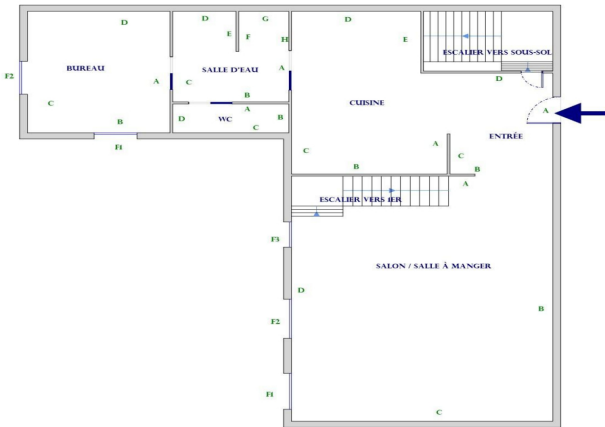 D
D
G
D
E
F
H
E
ESCALIER VERS SOUS-SOL
F2
BUREAU
SALLE D'EAU
A
A
C
D
C
B
A
CUISINE
A
B
D
WC
B
C
ENTRÉE
F1
A
C
C
B
B
A
ESCALIER VERS 1ER
F3
SALON / SALLE À MANGER
D
B
F2
F1
C